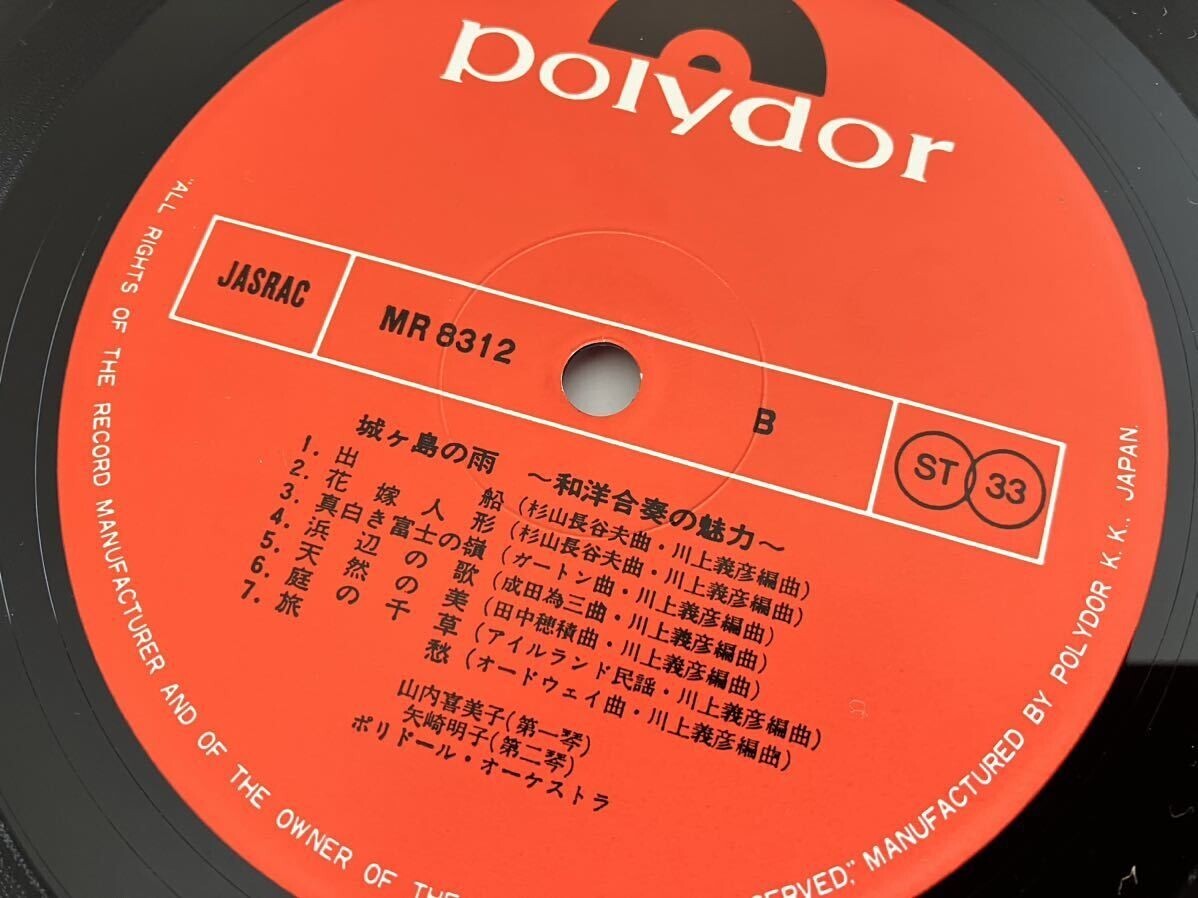 polydor
JASRAC
MR 8312
B
ST 33
城ヶ島の雨 ～和洋合奏の魅力～
1. 出船 (杉山長谷夫曲・川上義彦編曲)
2. 花嫁人形 (杉山長谷夫曲・川上義彦編曲)
3. 真白き富士の嶺 (ガートン曲・川上義彦編曲)
4. 浜辺の歌 (成田為三曲・川上義彦編曲)
5. 天然の美 (田中穂積曲・川上義彦編曲)
6. 庭の千草 (アイルランド民謡・川上義彦編曲)
7. 旅愁 (オードウェイ曲・川上義彦編曲)
山内喜美子(第一琴)
矢崎明子(第二琴)
ポリドール・オーケストラ
"ALL RIGHTS OF THE RECORD MANUFACTURER AND OF THE OWNER OF THE
SERVED," MANUFACTURED BY POLYDOR K.K., JAPAN.